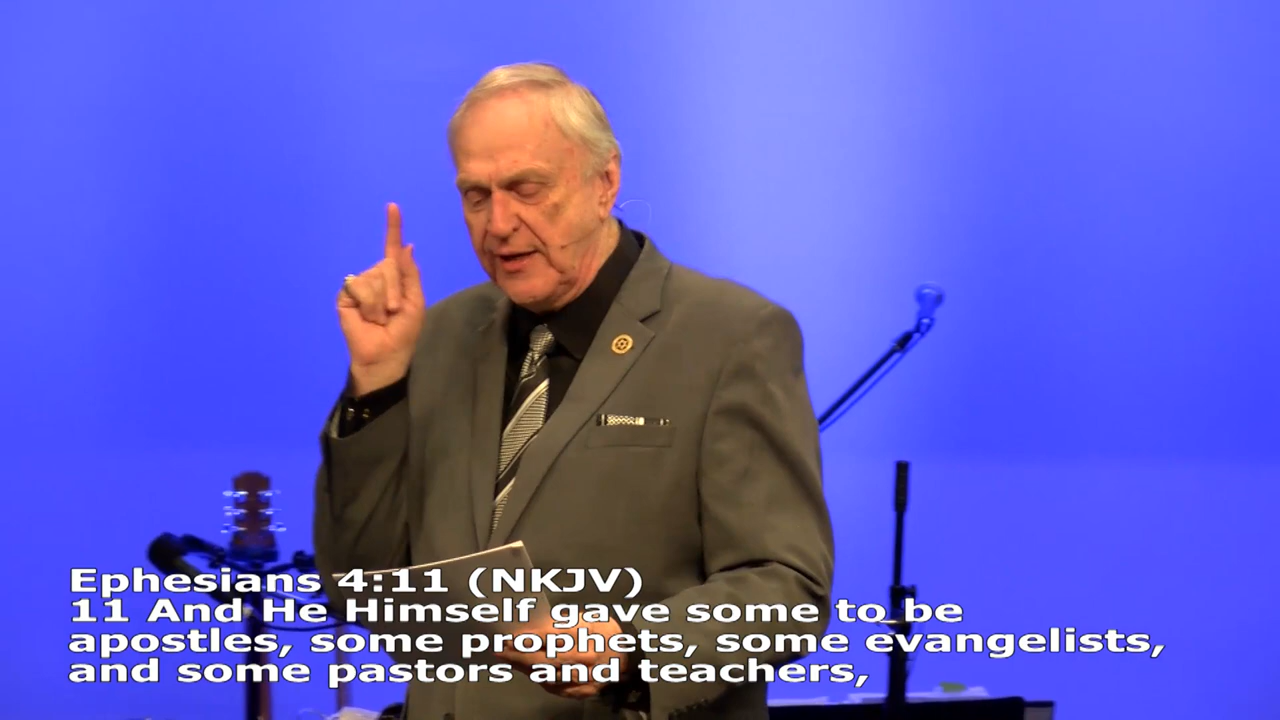 Ephesians 4:11 (NKJV)
11 And He Himself gave some to be
apostles, some prophets, some evangelists,
and some pastors and teachers,